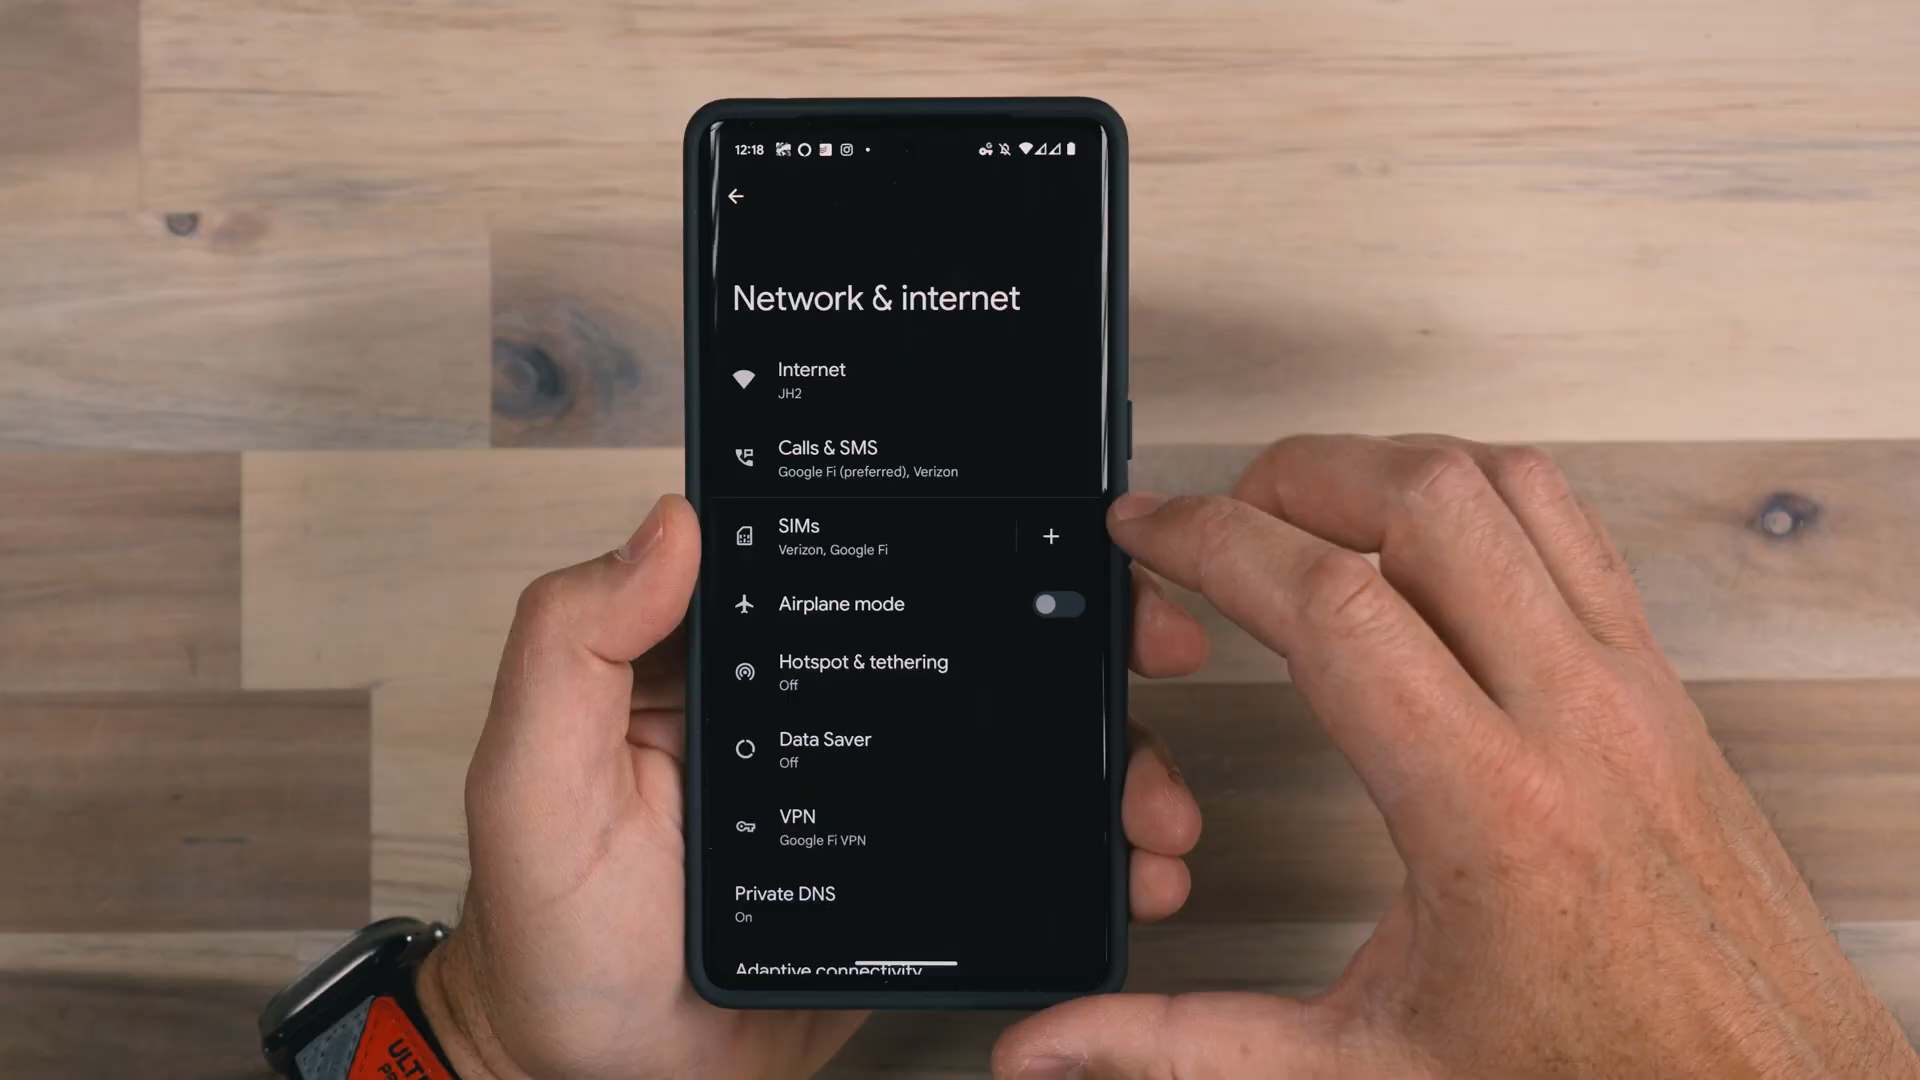 12:18
Network & internet
Internet
JH2
Calls & SMS
Google Fi (preferred), Verizon
SIMs
Verizon, Google Fi
Airplane mode
Hotspot & tethering
Off
Data Saver
Off
VPN
Google Fi VPN
Private DNS
On
Adaptive connectivity